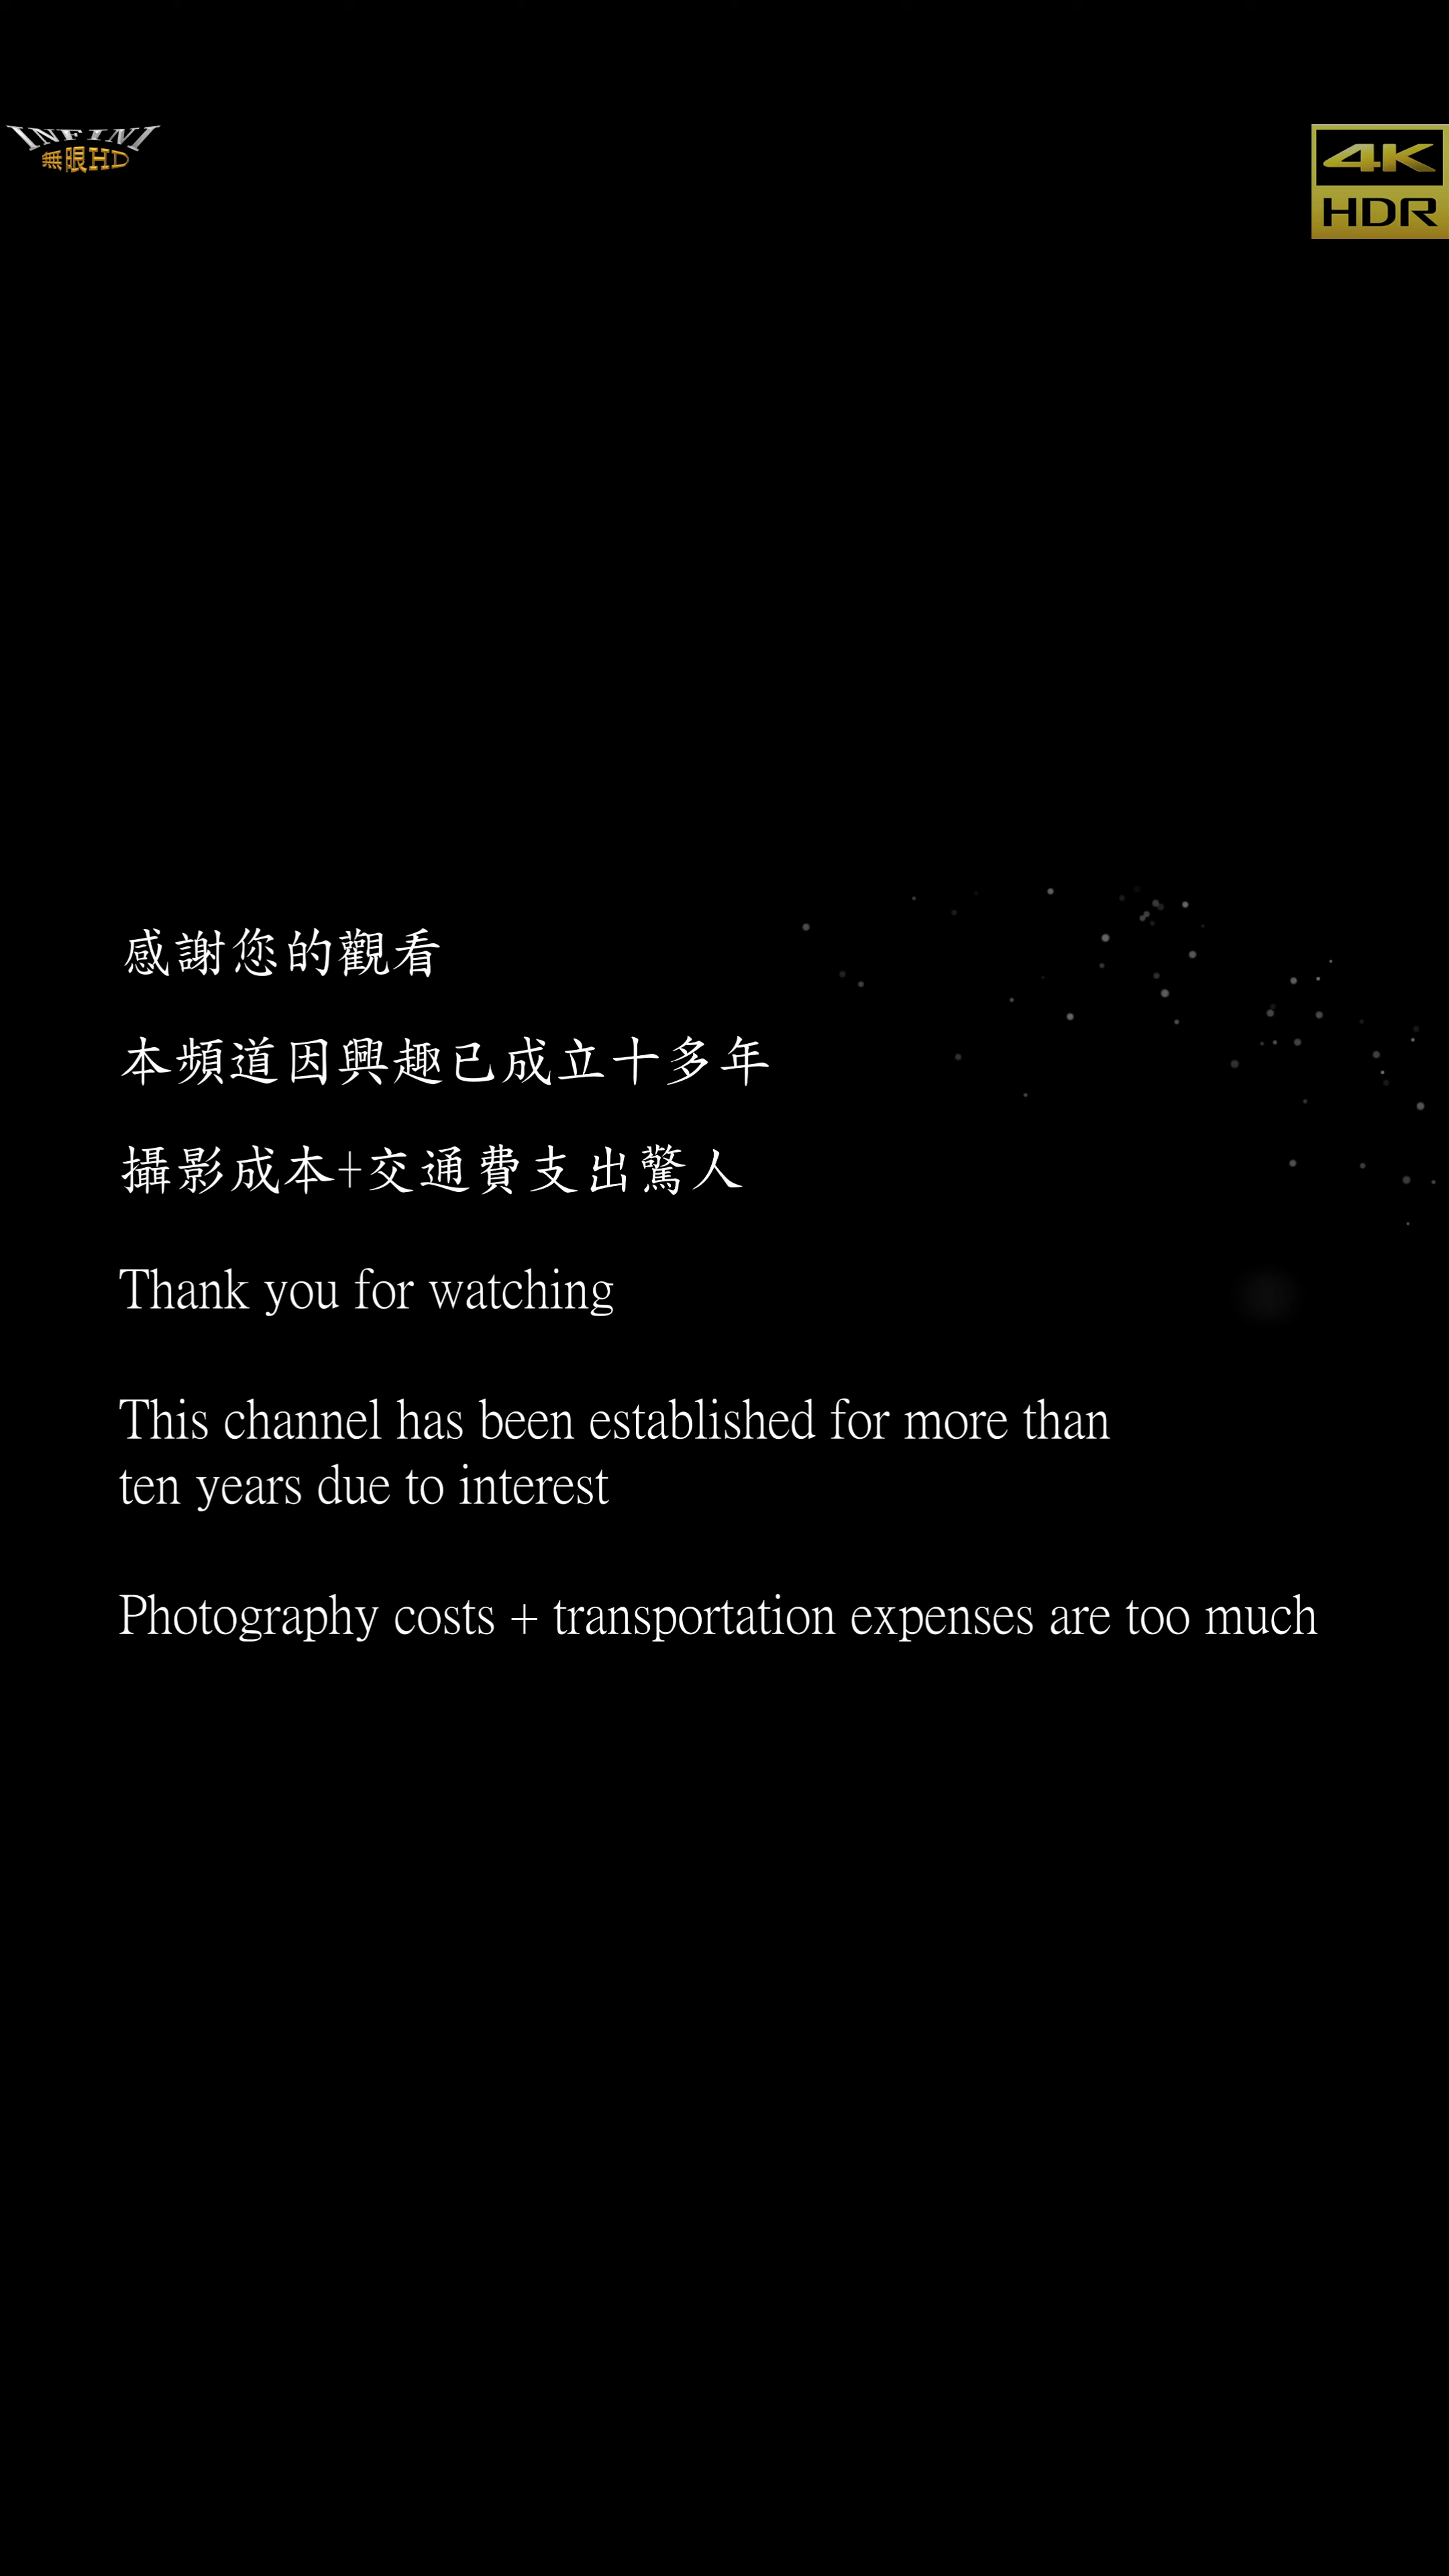 INFINI
無限HD
4K
HDR
感謝您的觀看
本頻道因興趣已成立十多年
攝影成本+交通費支出驚人
Thank you for watching
This channel has been established for more than
ten years due to interest
Photography costs + transportation expenses are too much